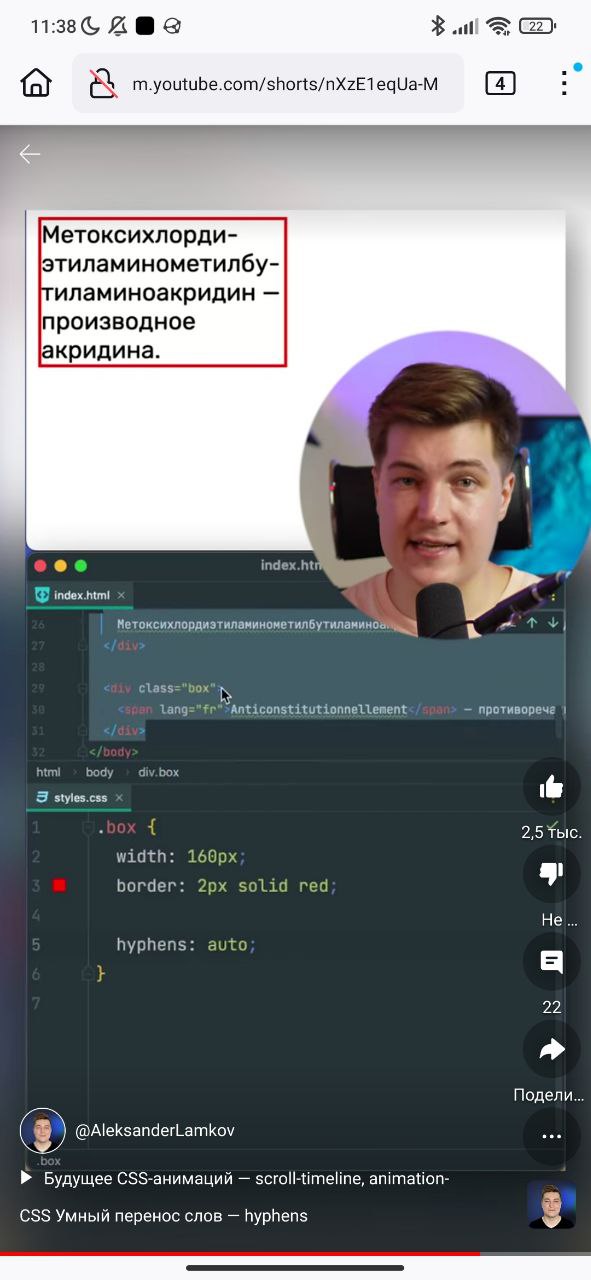 11:38
22
m.youtube.com/shorts/nXzE1eqUa-M
4
Метоксихлорди-
этиламинометилбу-
тиламиноакридин —
производное
акридина.
index.htn
index.html ×
26 Метоксихлордиэтиламинометилбутиламиноа
27 </div>
28
29 <div class="box">
30 <span lang="fr">Anticonstitutionnellement</span> — противореча
31 </div>
32 </body>
html › body › div.box
styles.css ×
1 .box {
2 width: 160px;
3 border: 2px solid red;
4
5 hyphens: auto;
6 }
7
2,5 тыс.
Не ...
22
Подели...
@AleksanderLamkov
.box
Будущее CSS-анимаций — scroll-timeline, animation-
CSS Умный перенос слов — hyphens